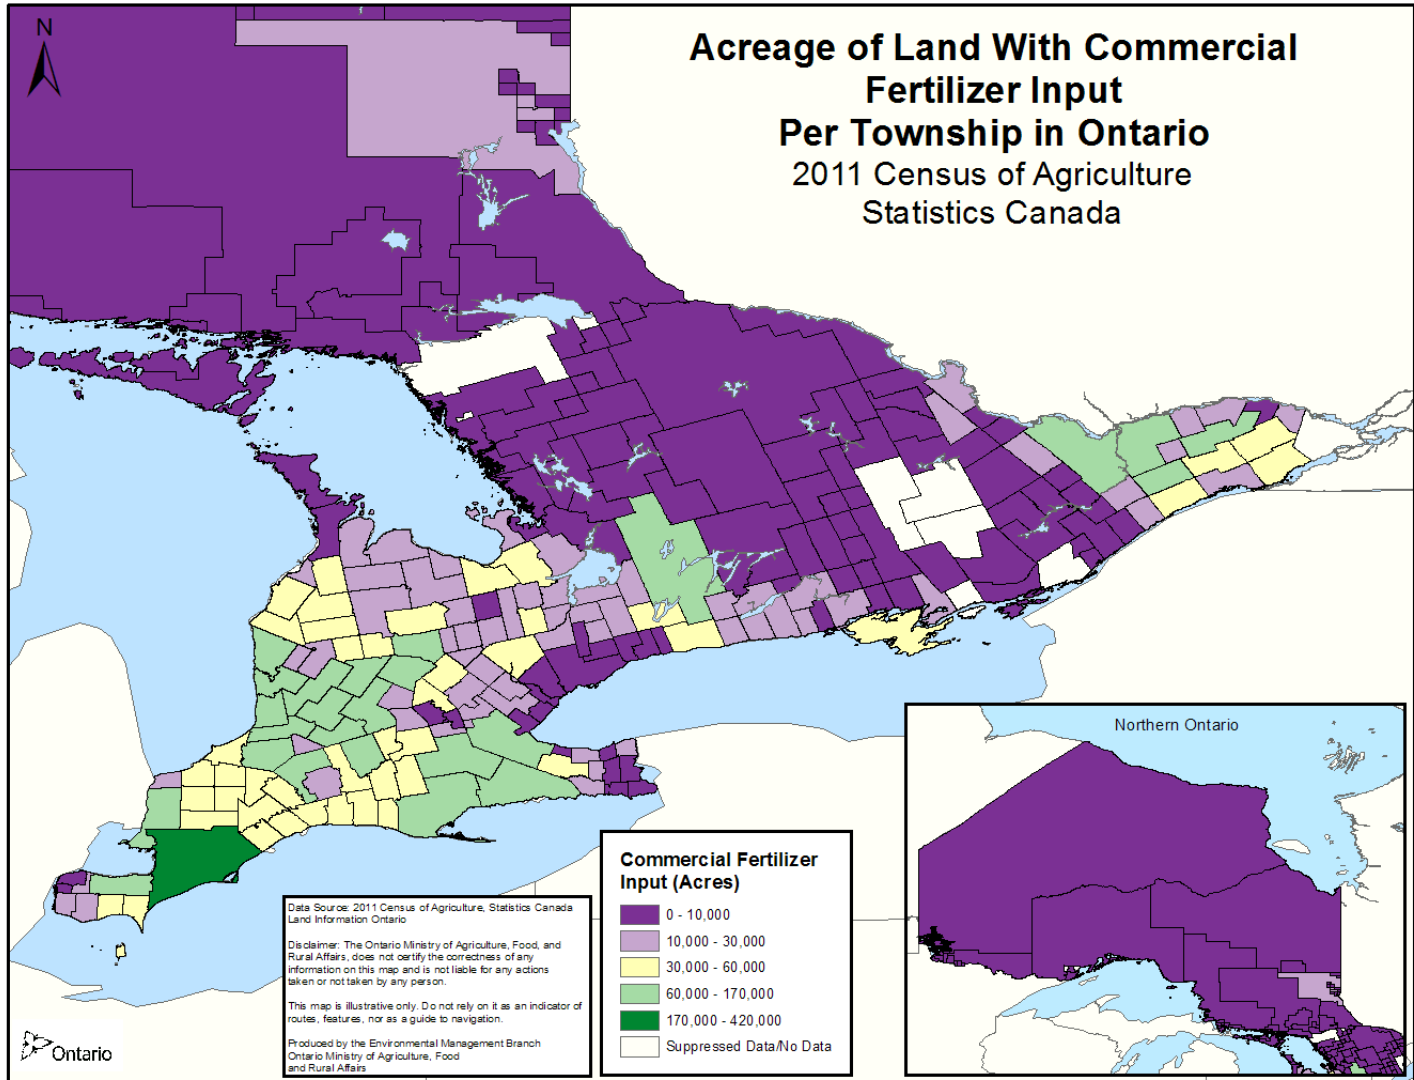 N
Acreage of Land With Commercial
Fertilizer Input
Per Township in Ontario
2011 Census of Agriculture
Statistics Canada
Northern Ontario
Commercial Fertilizer
Input (Acres)
0 - 10,000
10,000 - 30,000
30,000 - 60,000
60,000 - 170,000
170,000 - 420,000
Suppressed Data/No Data
Data Source: 2011 Census of Agriculture, Statistics Canada
Land Information Ontario
Disclaimer: The Ontario Ministry of Agriculture, Food, and
Rural Affairs, does not certify the correctness of any
information on this map and is not liable for any actions
taken or not taken by any person.
This map is illustrative only. Do not rely on it as an indicator of
routes, features, nor as a guide to navigation.
Produced by the Environmental Management Branch
Ontario Ministry of Agriculture, Food
and Rural Affairs
Ontario